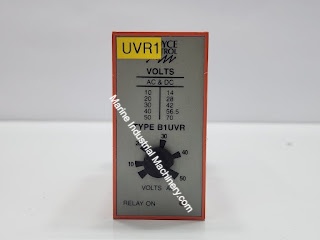 UVR1
YCE
VOLTS
AC & DC
10 14
20 28
30 42
40 56.5
50 70
TYPE B1UVR
30
20 40
10 50
VOLTS
RELAY ON
Marine Industrial Machinery.com